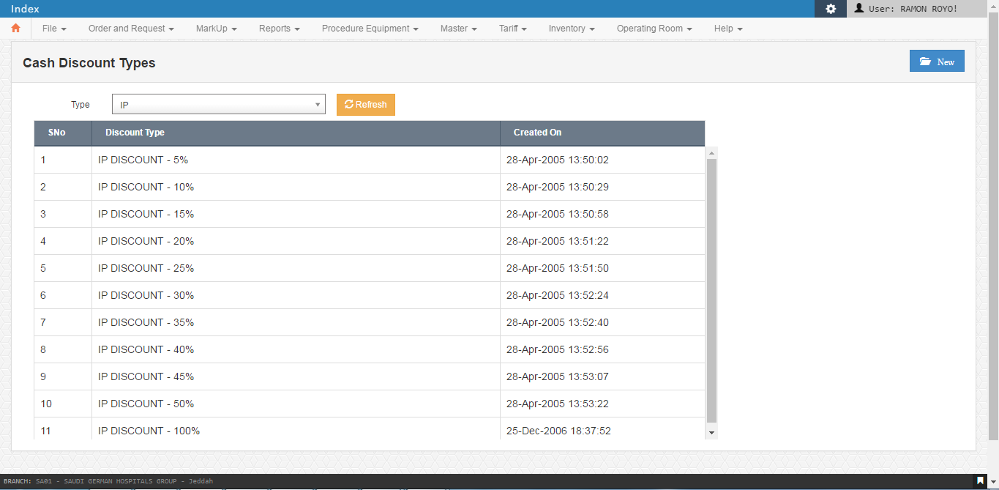 Index User: RAMON ROYO!
File Order and Request MarkUp Reports Procedure Equipment Master Tariff Inventory Operating Room Help
Cash Discount Types New
Type IP Refresh
SNo Discount Type Created On
1 IP DISCOUNT - 5% 28-Apr-2005 13:50:02
2 IP DISCOUNT - 10% 28-Apr-2005 13:50:29
3 IP DISCOUNT - 15% 28-Apr-2005 13:50:58
4 IP DISCOUNT - 20% 28-Apr-2005 13:51:22
5 IP DISCOUNT - 25% 28-Apr-2005 13:51:50
6 IP DISCOUNT - 30% 28-Apr-2005 13:52:24
7 IP DISCOUNT - 35% 28-Apr-2005 13:52:40
8 IP DISCOUNT - 40% 28-Apr-2005 13:52:56
9 IP DISCOUNT - 45% 28-Apr-2005 13:53:07
10 IP DISCOUNT - 50% 28-Apr-2005 13:53:22
11 IP DISCOUNT - 100% 25-Dec-2006 18:37:52
BRANCH: SA01 - SAUDI GERMAN HOSPITALS GROUP - Jeddah